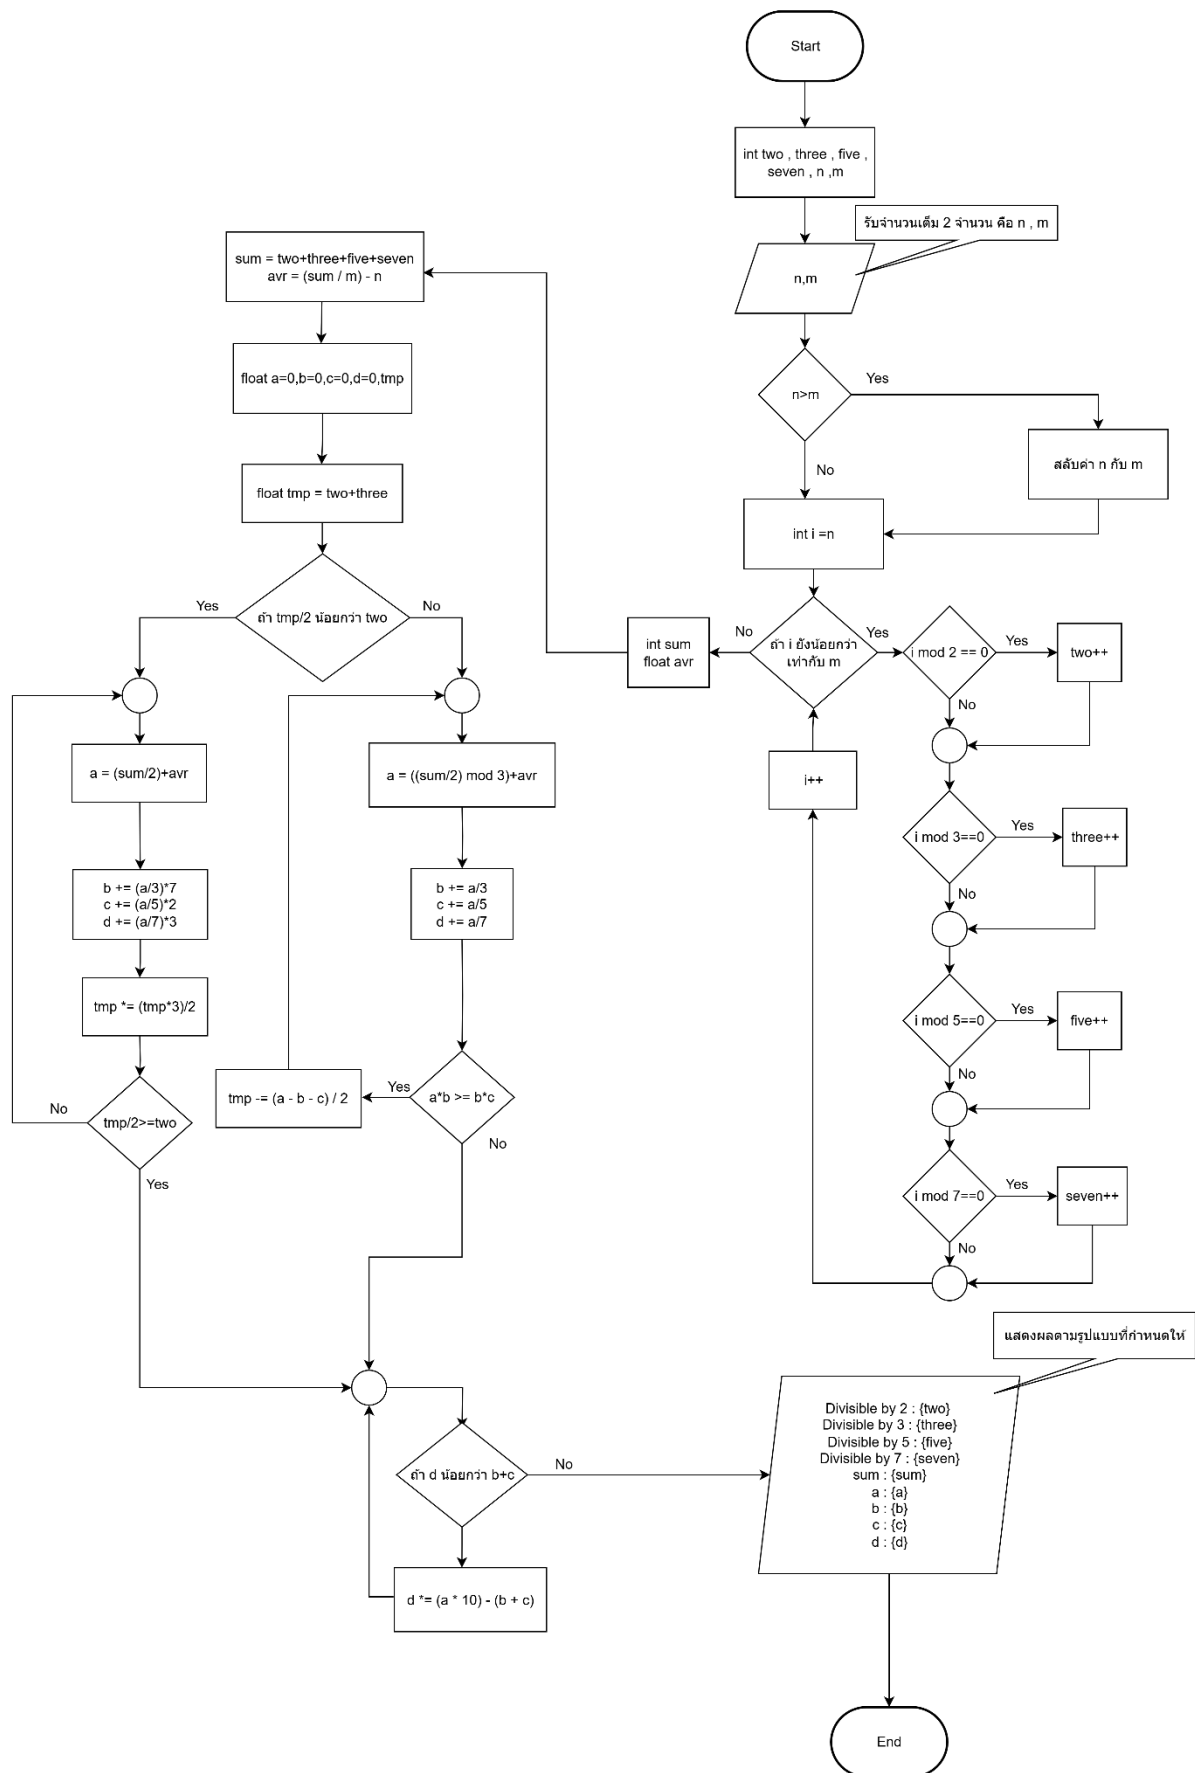 Start
int two , three , five ,
seven , n ,m
รับจำนวนเต็ม 2 จำนวน คือ n , m
n,m
n>m
Yes
สลับค่า n กับ m
No
int i =n
ถ้า i ยังน้อยกว่า
เท่ากับ m
Yes
No
i mod 2 == 0
Yes
two++
No
i mod 3==0
Yes
three++
No
i mod 5==0
Yes
five++
No
i mod 7==0
Yes
seven++
No
i++
int sum
float avr
sum = two+three+five+seven
avr = (sum / m) - n
float a=0,b=0,c=0,d=0,tmp
float tmp = two+three
ถ้า tmp/2 น้อยกว่า two
Yes
No
a = (sum/2)+avr
b += (a/3)*7
c += (a/5)*2
d += (a/7)*3
tmp *= (tmp*3)/2
tmp/2>=two
No
Yes
a = ((sum/2) mod 3)+avr
b += a/3
c += a/5
d += a/7
a*b >= b*c
Yes
tmp -= (a - b - c) / 2
No
ถ้า d น้อยกว่า b+c
No
d *= (a * 10) - (b + c)
แสดงผลตามรูปแบบที่กำหนดให้
Divisible by 2 : {two}
Divisible by 3 : {three}
Divisible by 5 : {five}
Divisible by 7 : {seven}
sum : {sum}
a : {a}
b : {b}
c : {c}
d : {d}
End